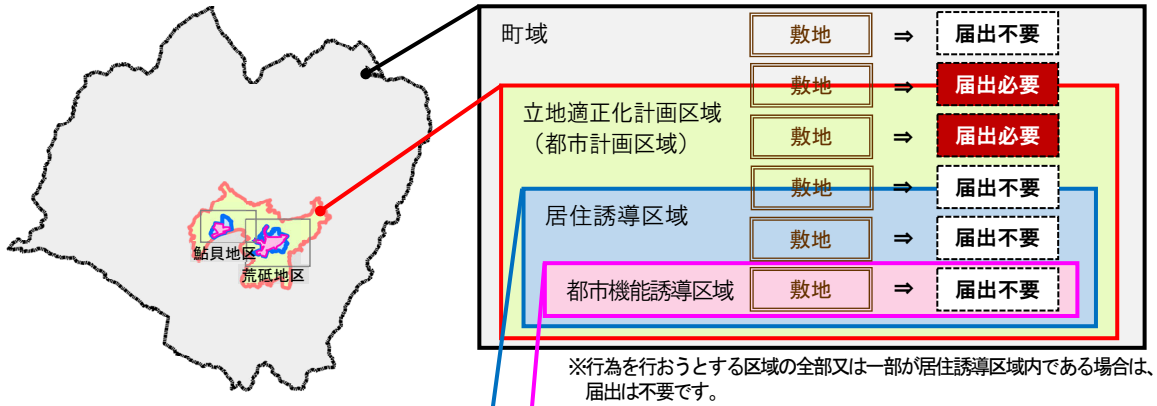 町域
敷地 ⇒ 届出不要
敷地 ⇒ 届出必要
立地適正化計画区域
(都市計画区域)
敷地 ⇒ 届出必要
敷地 ⇒ 届出不要
居住誘導区域
敷地 ⇒ 届出不要
都市機能誘導区域
敷地 ⇒ 届出不要
鮎貝地区
荒砥地区
※行為を行おうとする区域の全部又は一部が居住誘導区域内である場合は、
届出は不要です。